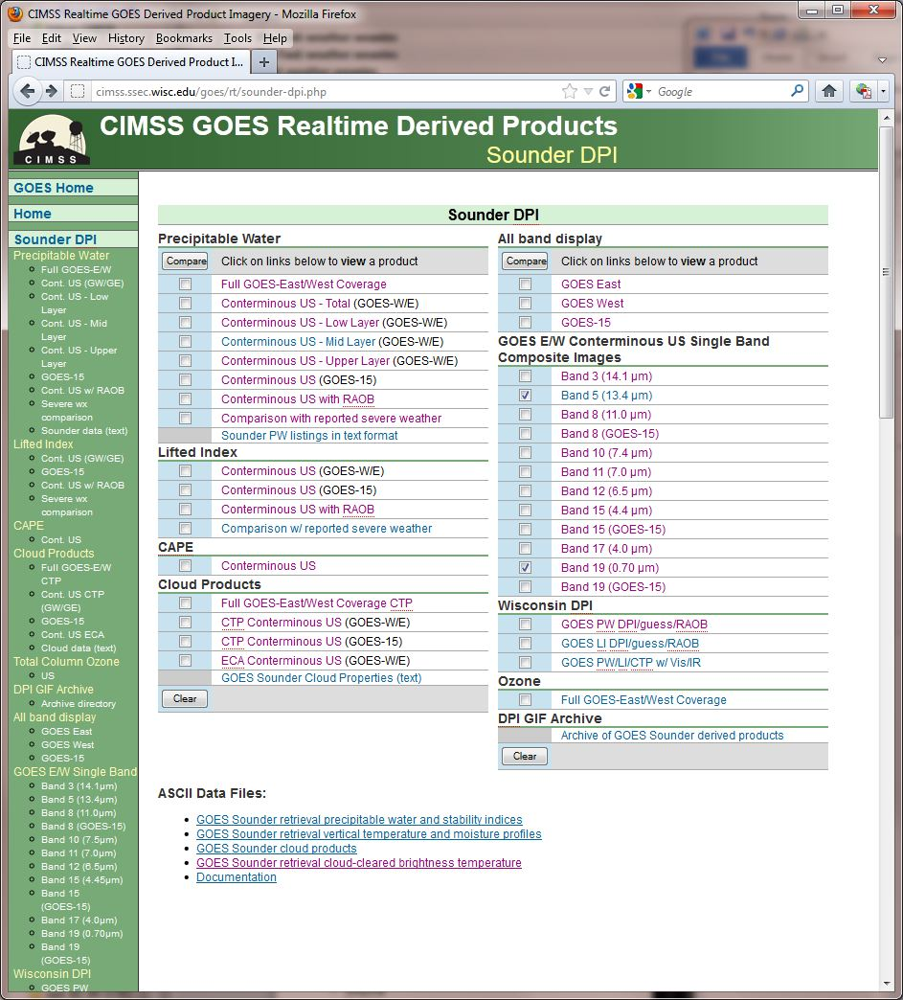 CIMSS Realtime GOES Derived Product Imagery - Mozilla Firefox
File Edit View History Bookmarks Tools Help
CIMSS Realtime GOES Derived Product I...
cimss.ssec.wisc.edu/goes/rt/sounder-dpi.php
Google
CIMSS
CIMSS GOES Realtime Derived Products
Sounder DPI
GOES Home
Home
Sounder DPI
Precipitable Water
Full GOES-E/W
Cont. US (GW/GE)
Cont. US - Low
Layer
Cont. US - Mid
Layer
Cont. US - Upper
Layer
GOES-15
Cont. US w/ RAOB
Severe wx
comparison
Sounder data (text)
Lifted Index
Cont. US (GW/GE)
GOES-15
Cont. US w/ RAOB
Severe wx
comparison
CAPE
Cont. US
Cloud Products
Full GOES-E/W
CTP
Cont. US CTP
(GW/GE)
GOES-15
Cont. US ECA
Cloud data (text)
Total Column Ozone
US
DPI GIF Archive
Archive directory
All band display
GOES East
GOES West
GOES-15
GOES E/W Single Band
Band 3 (14.1µm)
Band 5 (13.4µm)
Band 8 (11.0µm)
Band 8 (GOES-15)
Band 10 (7.5µm)
Band 11 (7.0µm)
Band 12 (6.5µm)
Band 15 (4.45µm)
Band 15
(GOES-15)
Band 17 (4.0µm)
Band 19 (0.70µm)
Band 19
(GOES-15)
Wisconsin DPI
GOES PW
Sounder DPI
Precipitable Water
Compare Click on links below to view a product
Full GOES-East/West Coverage
Conterminous US - Total (GOES-W/E)
Conterminous US - Low Layer (GOES-W/E)
Conterminous US - Mid Layer (GOES-W/E)
Conterminous US - Upper Layer (GOES-W/E)
Conterminous US (GOES-15)
Conterminous US with RAOB
Comparison with reported severe weather
Sounder PW listings in text format
Lifted Index
Conterminous US (GOES-W/E)
Conterminous US (GOES-15)
Conterminous US with RAOB
Comparison w/ reported severe weather
CAPE
Conterminous US
Cloud Products
Full GOES-East/West Coverage CTP
CTP Conterminous US (GOES-W/E)
CTP Conterminous US (GOES-15)
ECA Conterminous US (GOES-W/E)
GOES Sounder Cloud Properties (text)
Clear
All band display
Compare Click on links below to view a product
GOES East
GOES West
GOES-15
GOES E/W Conterminous US Single Band
Composite Images
Band 3 (14.1 µm)
Band 5 (13.4 µm)
Band 8 (11.0 µm)
Band 8 (GOES-15)
Band 10 (7.4 µm)
Band 11 (7.0 µm)
Band 12 (6.5 µm)
Band 15 (4.4 µm)
Band 15 (GOES-15)
Band 17 (4.0 µm)
Band 19 (0.70 µm)
Band 19 (GOES-15)
Wisconsin DPI
GOES PW DPI/guess/RAOB
GOES LI DPI/guess/RAOB
GOES PW/LI/CTP w/ Vis/IR
Ozone
Full GOES-East/West Coverage
DPI GIF Archive
Archive of GOES Sounder derived products
Clear
ASCII Data Files:
GOES Sounder retrieval precipitable water and stability indices
GOES Sounder retrieval vertical temperature and moisture profiles
GOES Sounder cloud products
GOES Sounder retrieval cloud-cleared brightness temperature
Documentation